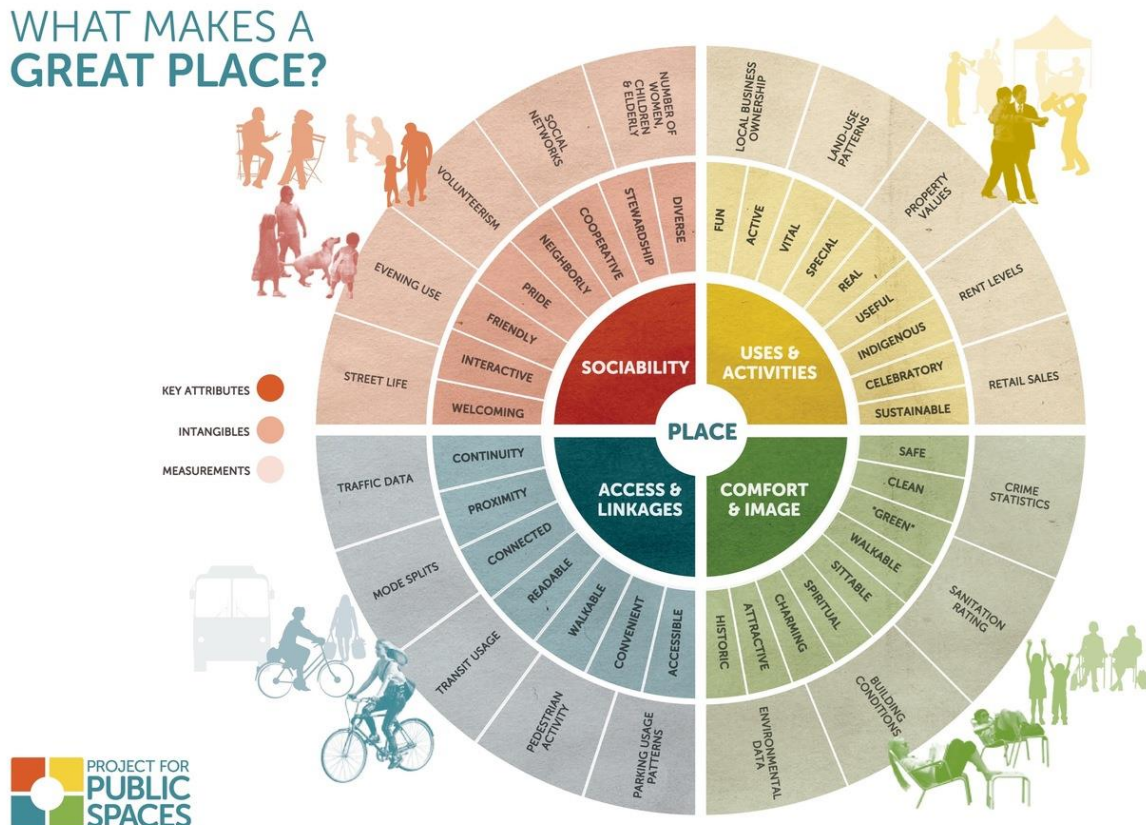 WHAT MAKES A
GREAT PLACE?
NUMBER OF
WOMEN,
CHILDREN
& ELDERLY
SOCIAL
NETWORKS
VOLUNTEERISM
EVENING USE
STREET LIFE
DIVERSE
STEWARDSHIP
COOPERATIVE
NEIGHBORLY
PRIDE
FRIENDLY
INTERACTIVE
WELCOMING
SOCIABILITY
LOCAL BUSINESS
OWNERSHIP
LAND-USE
PATTERNS
PROPERTY
VALUES
RENT LEVELS
RETAIL SALES
FUN
ACTIVE
VITAL
SPECIAL
REAL
USEFUL
INDIGENOUS
CELEBRATORY
SUSTAINABLE
USES &
ACTIVITIES
PLACE
KEY ATTRIBUTES
INTANGIBLES
MEASUREMENTS
ACCESS &
LINKAGES
CONTINUITY
PROXIMITY
CONNECTED
READABLE
WALKABLE
CONVENIENT
ACCESSIBLE
TRAFFIC DATA
MODE SPLITS
TRANSIT USAGE
PEDESTRIAN
ACTIVITY
PARKING USAGE
PATTERNS
COMFORT
& IMAGE
SAFE
CLEAN
"GREEN"
WALKABLE
SITTABLE
SPIRITUAL
CHARMING
ATTRACTIVE
HISTORIC
CRIME
STATISTICS
SANITATION
RATING
BUILDING
CONDITIONS
ENVIRONMENTAL
DATA
PROJECT FOR
PUBLIC
SPACES